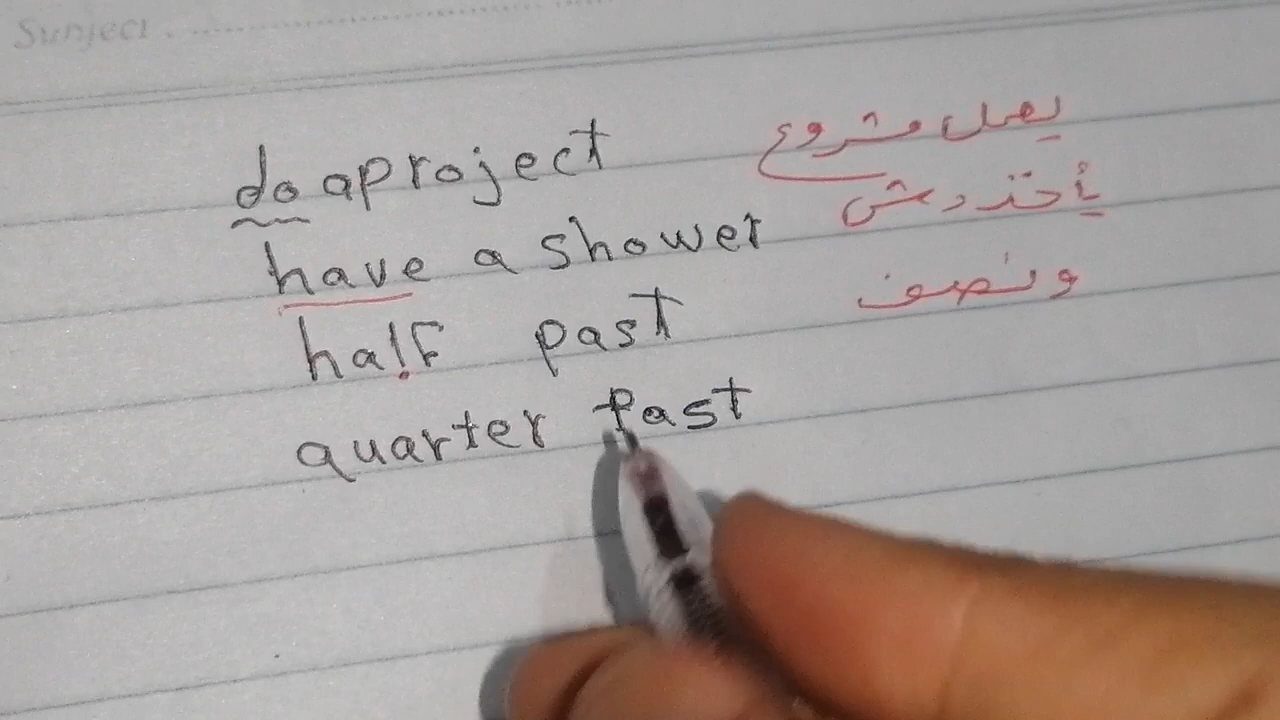 Subject : ..................
do a project يعمل مشروع
have a shower يأخذ دش
half past ونصف
quarter past